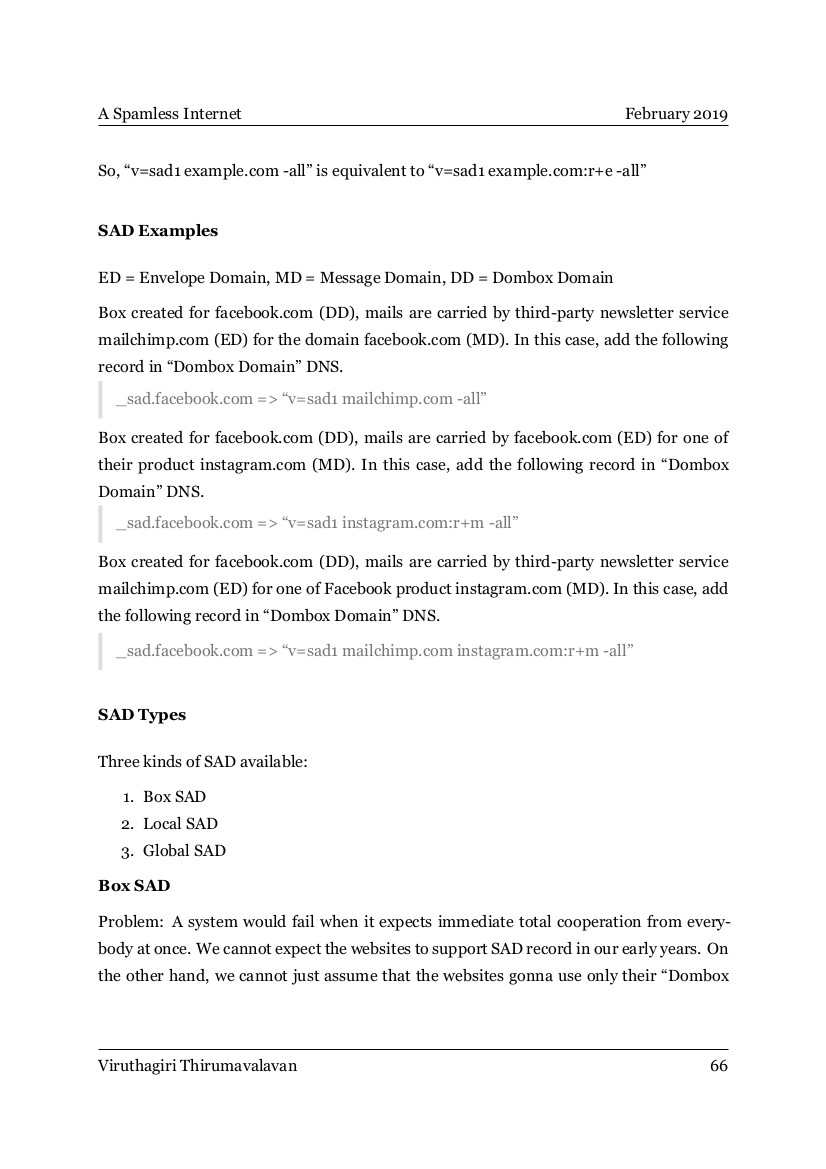 A Spamless Internet February 2019
So, “v=sad1 example.com -all” is equivalent to “v=sad1 example.com:r+e -all”
SAD Examples
ED = Envelope Domain, MD = Message Domain, DD = Dombox Domain
Box created for facebook.com (DD), mails are carried by third-party newsletter service
mailchimp.com (ED) for the domain facebook.com (MD). In this case, add the following
record in “Dombox Domain” DNS.
_sad.facebook.com => “v=sad1 mailchimp.com -all”
Box created for facebook.com (DD), mails are carried by facebook.com (ED) for one of
their product instagram.com (MD). In this case, add the following record in “Dombox
Domain” DNS.
_sad.facebook.com => “v=sad1 instagram.com:r+m -all”
Box created for facebook.com (DD), mails are carried by third-party newsletter service
mailchimp.com (ED) for one of Facebook product instagram.com (MD). In this case, add
the following record in “Dombox Domain” DNS.
_sad.facebook.com => “v=sad1 mailchimp.com instagram.com:r+m -all”
SAD Types
Three kinds of SAD available:
1. Box SAD
2. Local SAD
3. Global SAD
Box SAD
Problem: A system would fail when it expects immediate total cooperation from every-
body at once. We cannot expect the websites to support SAD record in our early years. On
the other hand, we cannot just assume that the websites gonna use only their “Dombox
Viruthagiri Thirumavalavan 66